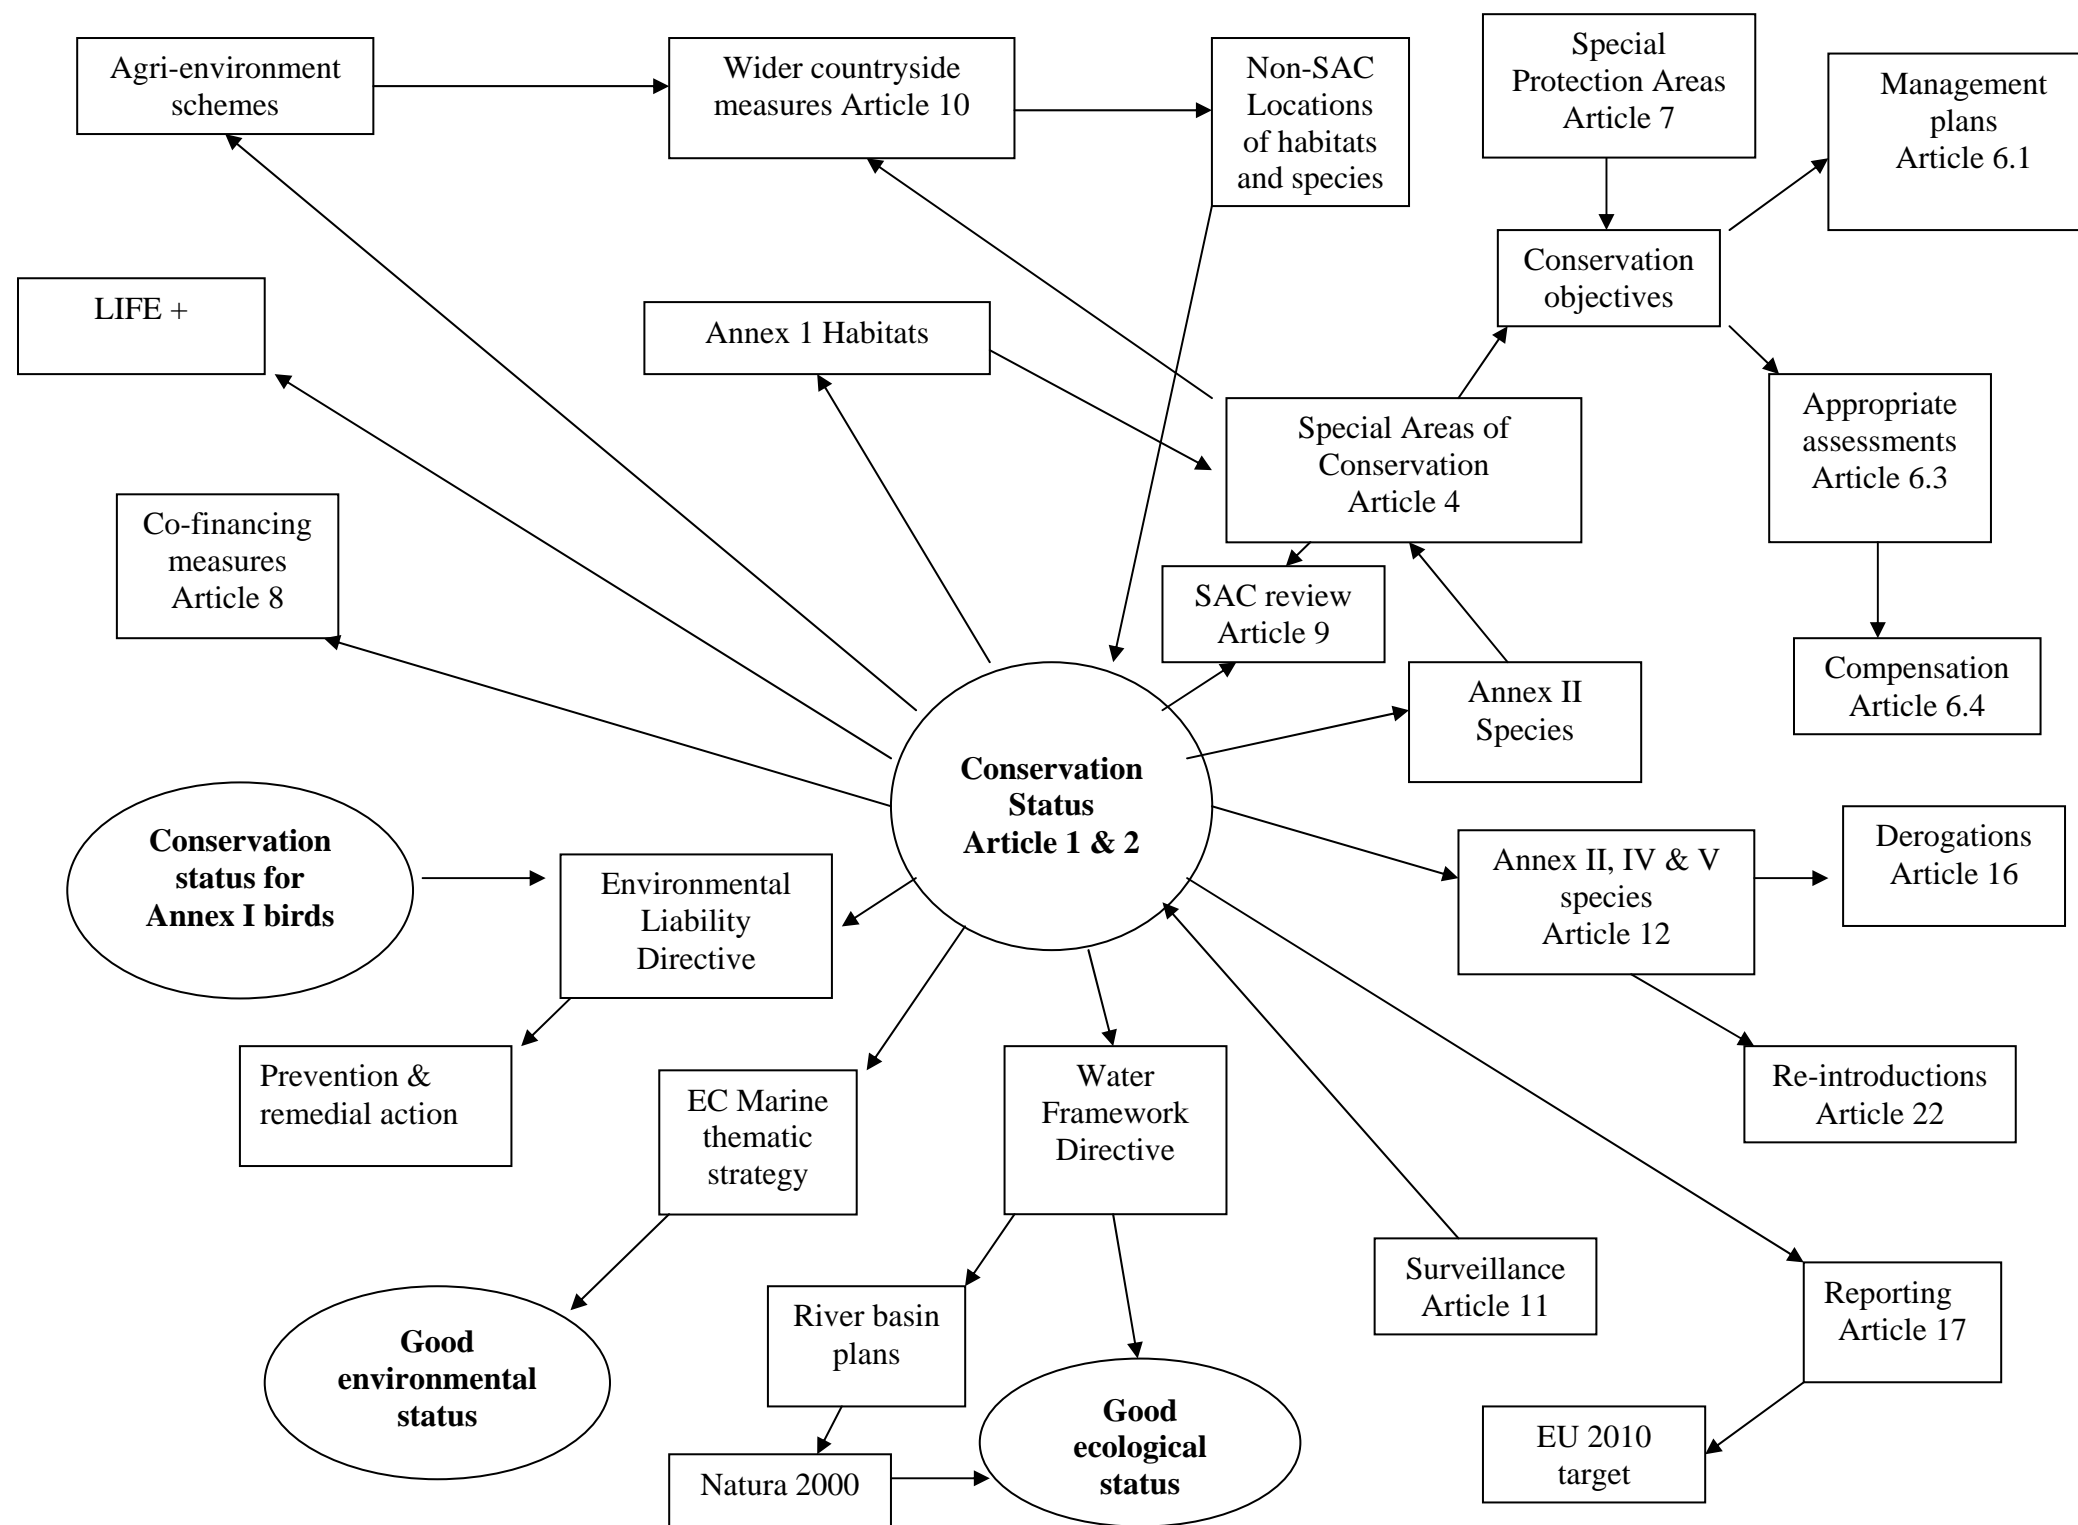 Agri-environment
schemes
Wider countryside
measures Article 10
Non-SAC
Locations
of habitats
and species
Special
Protection Areas
Article 7
Management
plans
Article 6.1
Conservation
objectives
LIFE +
Annex 1 Habitats
Special Areas of
Conservation
Article 4
Appropriate
assessments
Article 6.3
Co-financing
measures
Article 8
SAC review
Article 9
Annex II
Species
Compensation
Article 6.4
Conservation
Status
Article 1 & 2
Conservation
status for
Annex I birds
Environmental
Liability
Directive
Annex II, IV & V
species
Article 12
Derogations
Article 16
Prevention &
remedial action
EC Marine
thematic
strategy
Water
Framework
Directive
Re-introductions
Article 22
Surveillance
Article 11
Reporting
Article 17
River basin
plans
Good
environmental
status
Good
ecological
status
Natura 2000
EU 2010
target